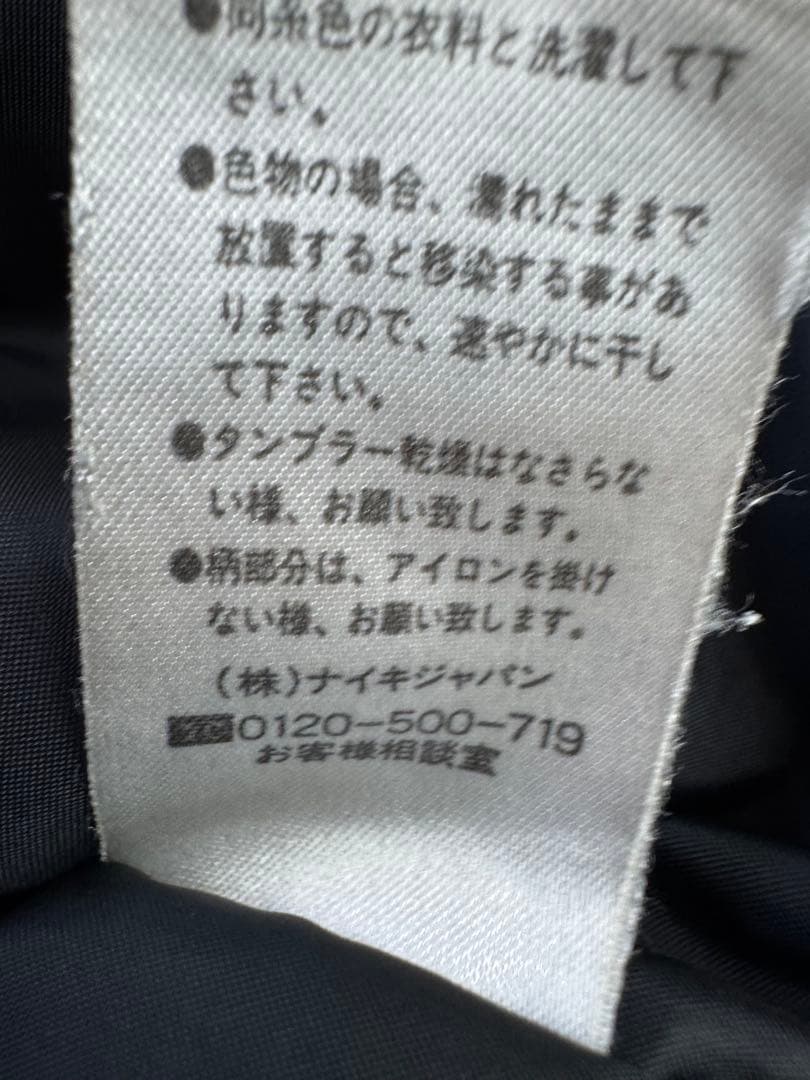 ●同系色の衣料と洗濯して下
さい。
●色物の場合、濡れたままで
放置すると移染する事があ
りますので、速やかに干し
て下さい。
●タンブラー乾燥はなさらな
い様、お願い致します。
●柄部分は、アイロンを掛け
ない様、お願い致します。
(株)ナイキジャパン
0120-500-719
お客様相談室